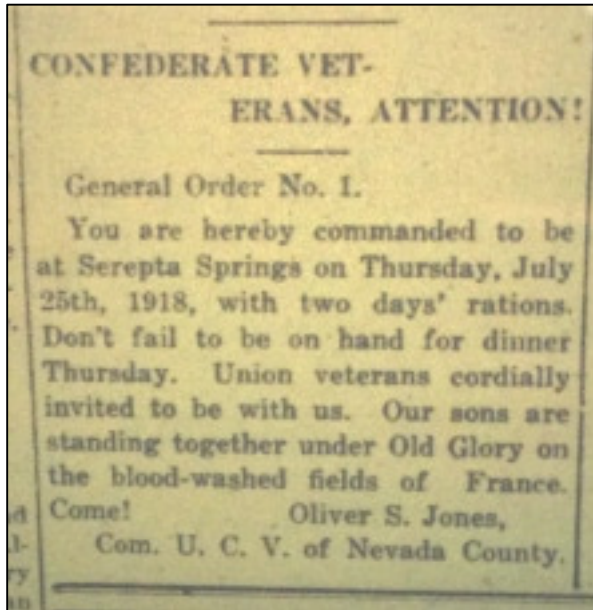 CONFEDERATE VET-
ERANS, ATTENTION!
General Order No. 1.
You are hereby commanded to be
at Serepta Springs on Thursday, July
25th, 1918, with two days' rations.
Don't fail to be on hand for dinner
Thursday. Union veterans cordially
invited to be with us. Our sons are
standing together under Old Glory on
the blood-washed fields of France.
Come! Oliver S. Jones,
Com. U. C. V. of Nevada County.